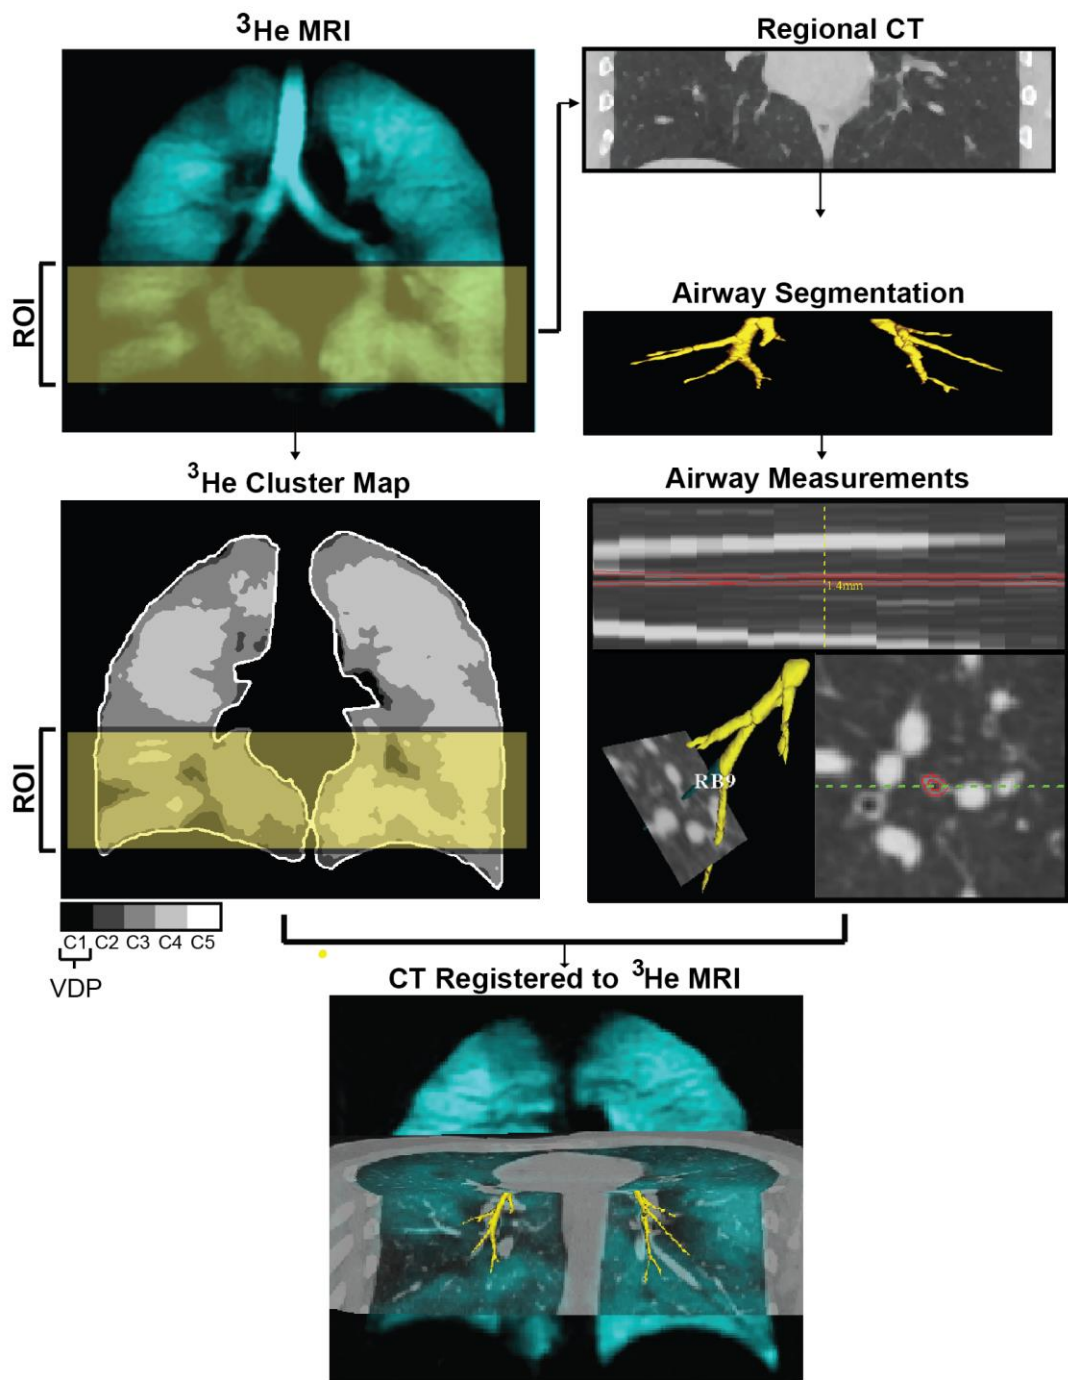 ³He MRI
Regional CT
ROI
Airway Segmentation
³He Cluster Map
Airway Measurements
1.4mm
ROI
RB9
C1 C2 C3 C4 C5
VDP
CT Registered to ³He MRI